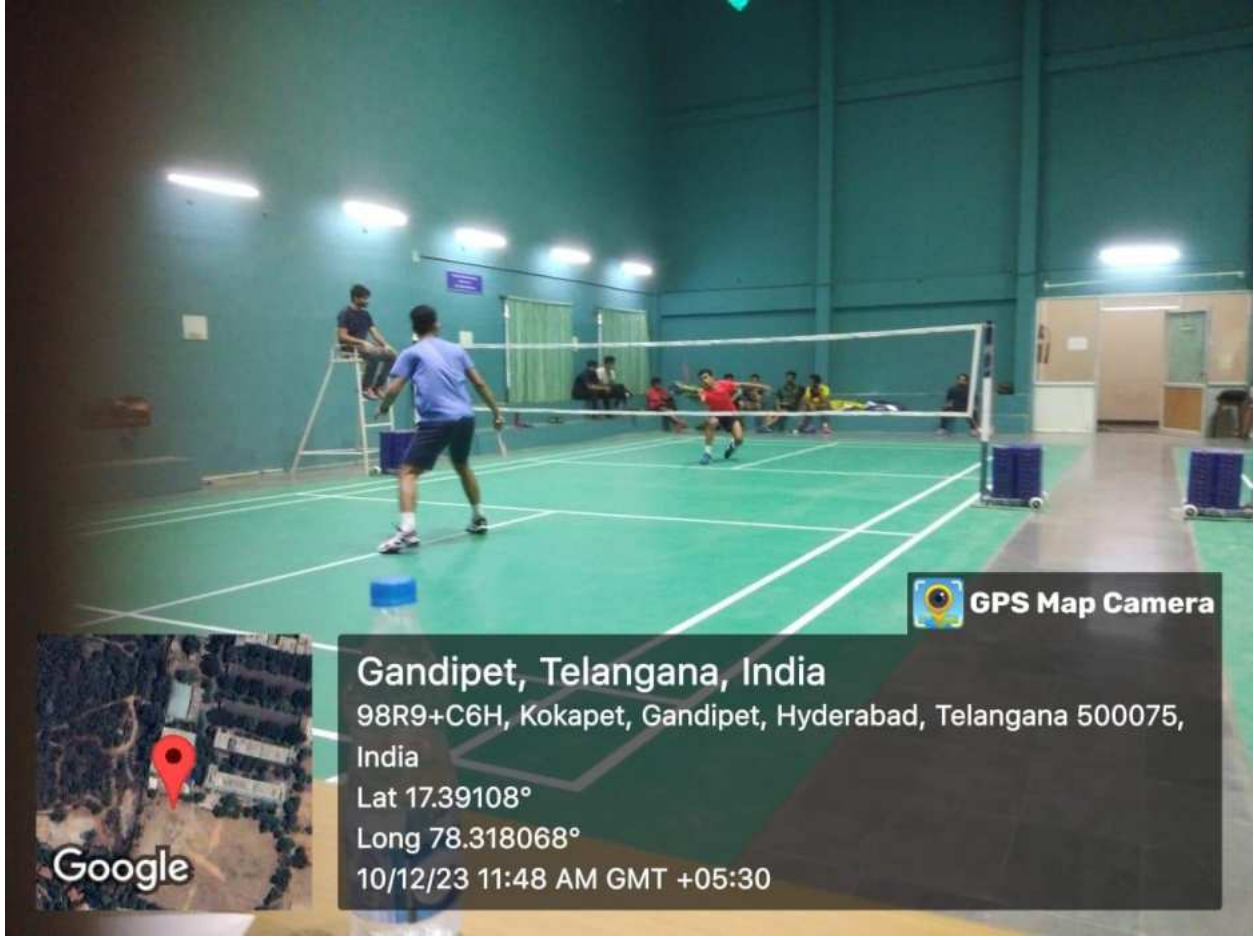 GPS Map Camera
Gandipet, Telangana, India
98R9+C6H, Kokapet, Gandipet, Hyderabad, Telangana 500075,
India
Lat 17.39108°
Long 78.318068°
10/12/23 11:48 AM GMT +05:30
Google